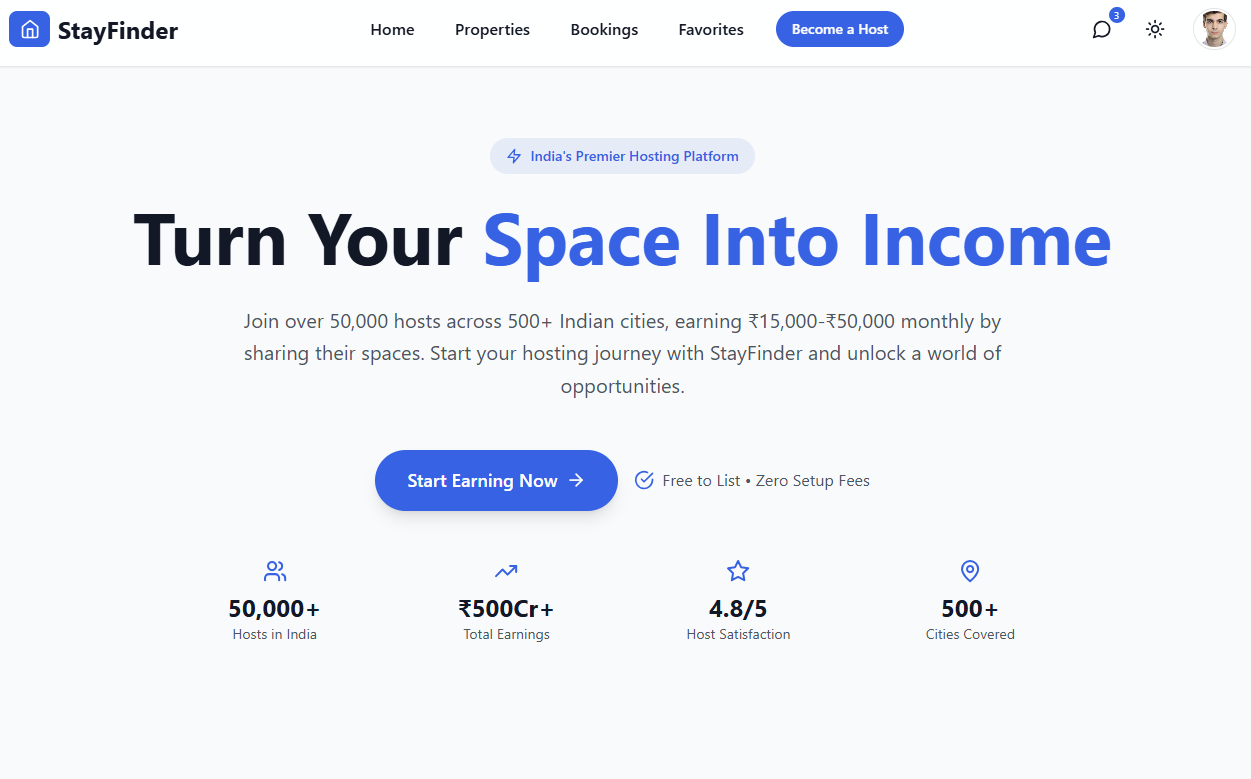 StayFinder
Home
Properties
Bookings
Favorites
Become a Host
3
India's Premier Hosting Platform
Turn Your Space Into Income
Join over 50,000 hosts across 500+ Indian cities, earning ₹15,000-₹50,000 monthly by
sharing their spaces. Start your hosting journey with StayFinder and unlock a world of
opportunities.
Start Earning Now →
Free to List • Zero Setup Fees
50,000+
Hosts in India
₹500Cr+
Total Earnings
4.8/5
Host Satisfaction
500+
Cities Covered